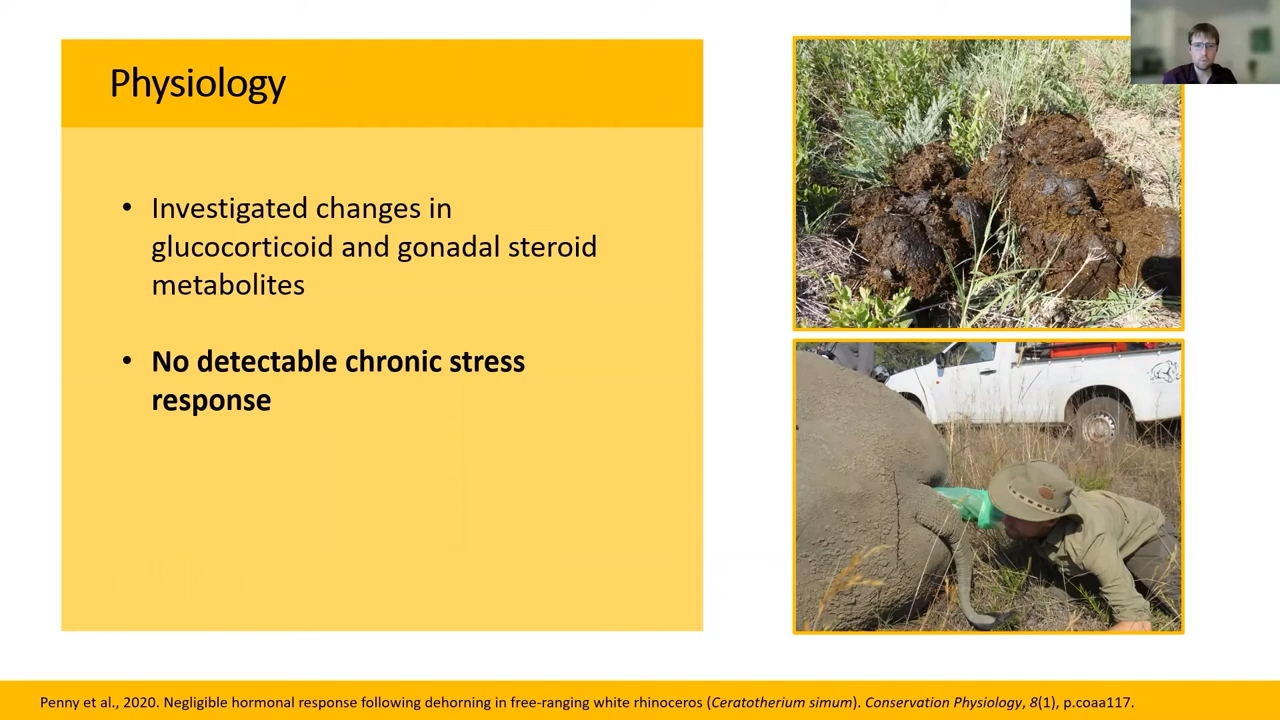 Physiology
• Investigated changes in
glucocorticoid and gonadal steroid
metabolites
• No detectable chronic stress
response
Penny et al., 2020. Negligible hormonal response following dehorning in free-ranging white rhinoceros (Ceratotherium simum). Conservation Physiology, 8(1), p.coaa117.